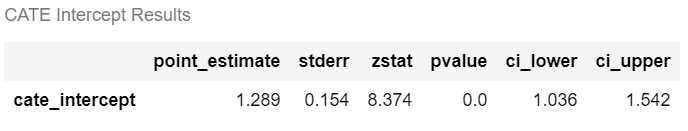 CATE Intercept Results
point_estimate stderr zstat pvalue ci_lower ci_upper
cate_intercept 1.289 0.154 8.374 0.0 1.036 1.542